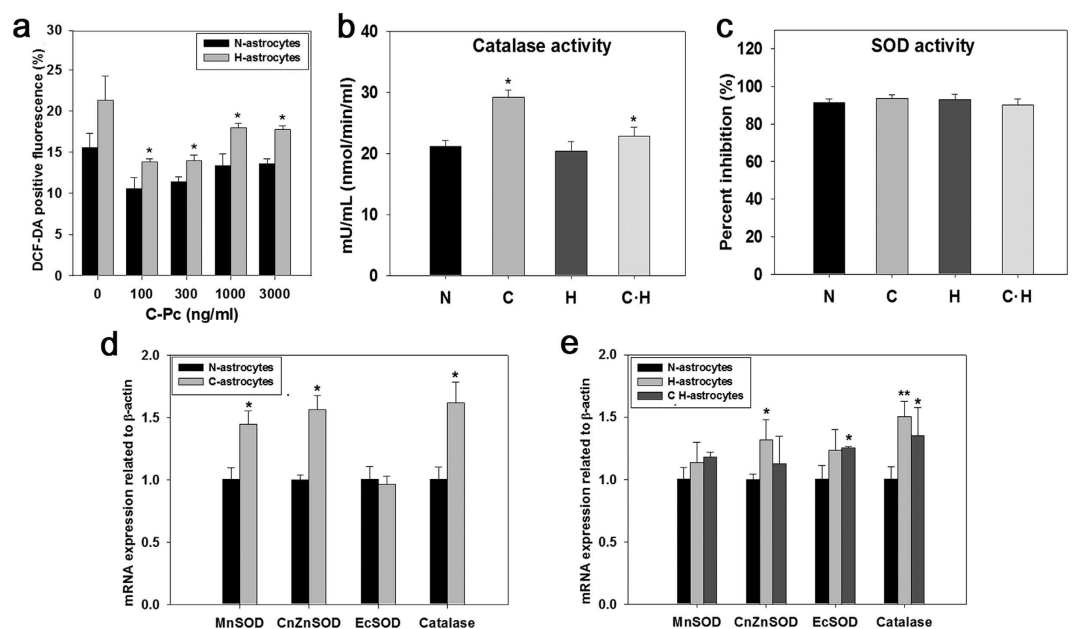 a
30
25
20
15
10
5
0
DCF-DA positive fluorescence (%)
N-astrocytes
H-astrocytes
* * * *
0 100 300 1000 3000
C-Pc (ng/ml)
b
40
30
20
10
0
mU/mL (nmol/min/ml)
Catalase activity
* *
N C H C·H
c
120
100
80
60
40
20
0
Percent inhibition (%)
SOD activity
N C H C·H
d
2.0
1.5
1.0
0.5
0.0
mRNA expression related to β-actin
N-astrocytes
C-astrocytes
* * *
MnSOD CnZnSOD EcSOD Catalase
e
2.0
1.5
1.0
0.5
0.0
mRNA expression related to β-actin
N-astrocytes
H-astrocytes
C H-astrocytes
* * ** *
MnSOD CnZnSOD EcSOD Catalase